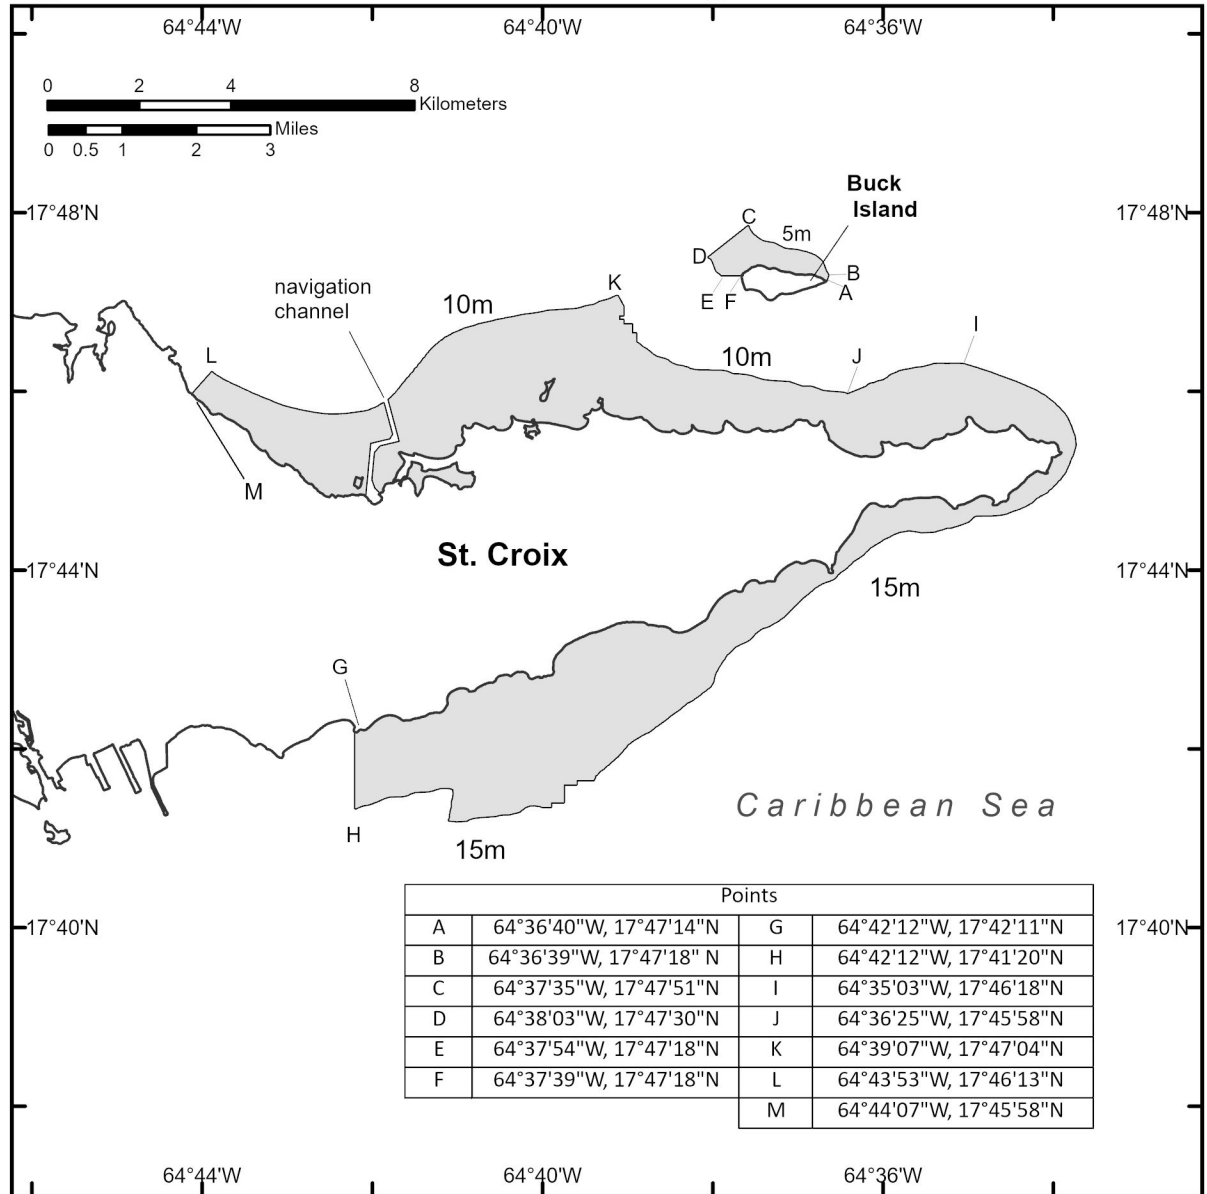 64°44'W 64°40'W 64°36'W
0 2 4 8
Kilometers
Miles
0 0.5 1 2 3
Buck
Island
17°48'N 17°48'N
C
5m
D
B
A
E F
navigation
channel
K
10m
I
L
10m
J
M
St. Croix
17°44'N 17°44'N
15m
G
Caribbean Sea
H
15m
Points
A 64°36'40"W, 17°47'14"N G 64°42'12"W, 17°42'11"N
B 64°36'39"W, 17°47'18" N H 64°42'12"W, 17°41'20"N
C 64°37'35"W, 17°47'51"N I 64°35'03"W, 17°46'18"N
D 64°38'03"W, 17°47'30"N J 64°36'25"W, 17°45'58"N
E 64°37'54"W, 17°47'18"N K 64°39'07"W, 17°47'04"N
F 64°37'39"W, 17°47'18"N L 64°43'53"W, 17°46'13"N
M 64°44'07"W, 17°45'58"N
17°40'N 17°40'N
64°44'W 64°40'W 64°36'W